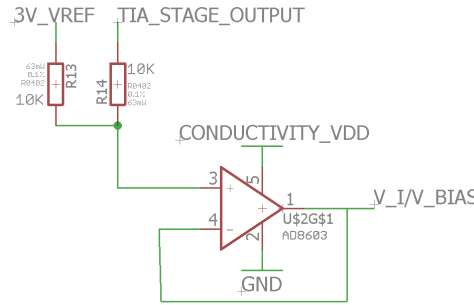 3V_VREF
TIA_STAGE_OUTPUT
63mW
0.1%
R0402
10K
R13
R14
10K
R0402
0.1%
63mW
CONDUCTIVITY_VDD
3
4
5
2
1
+
-
+
U$2G$1
AD8603
V_I/V_BIAS
GND